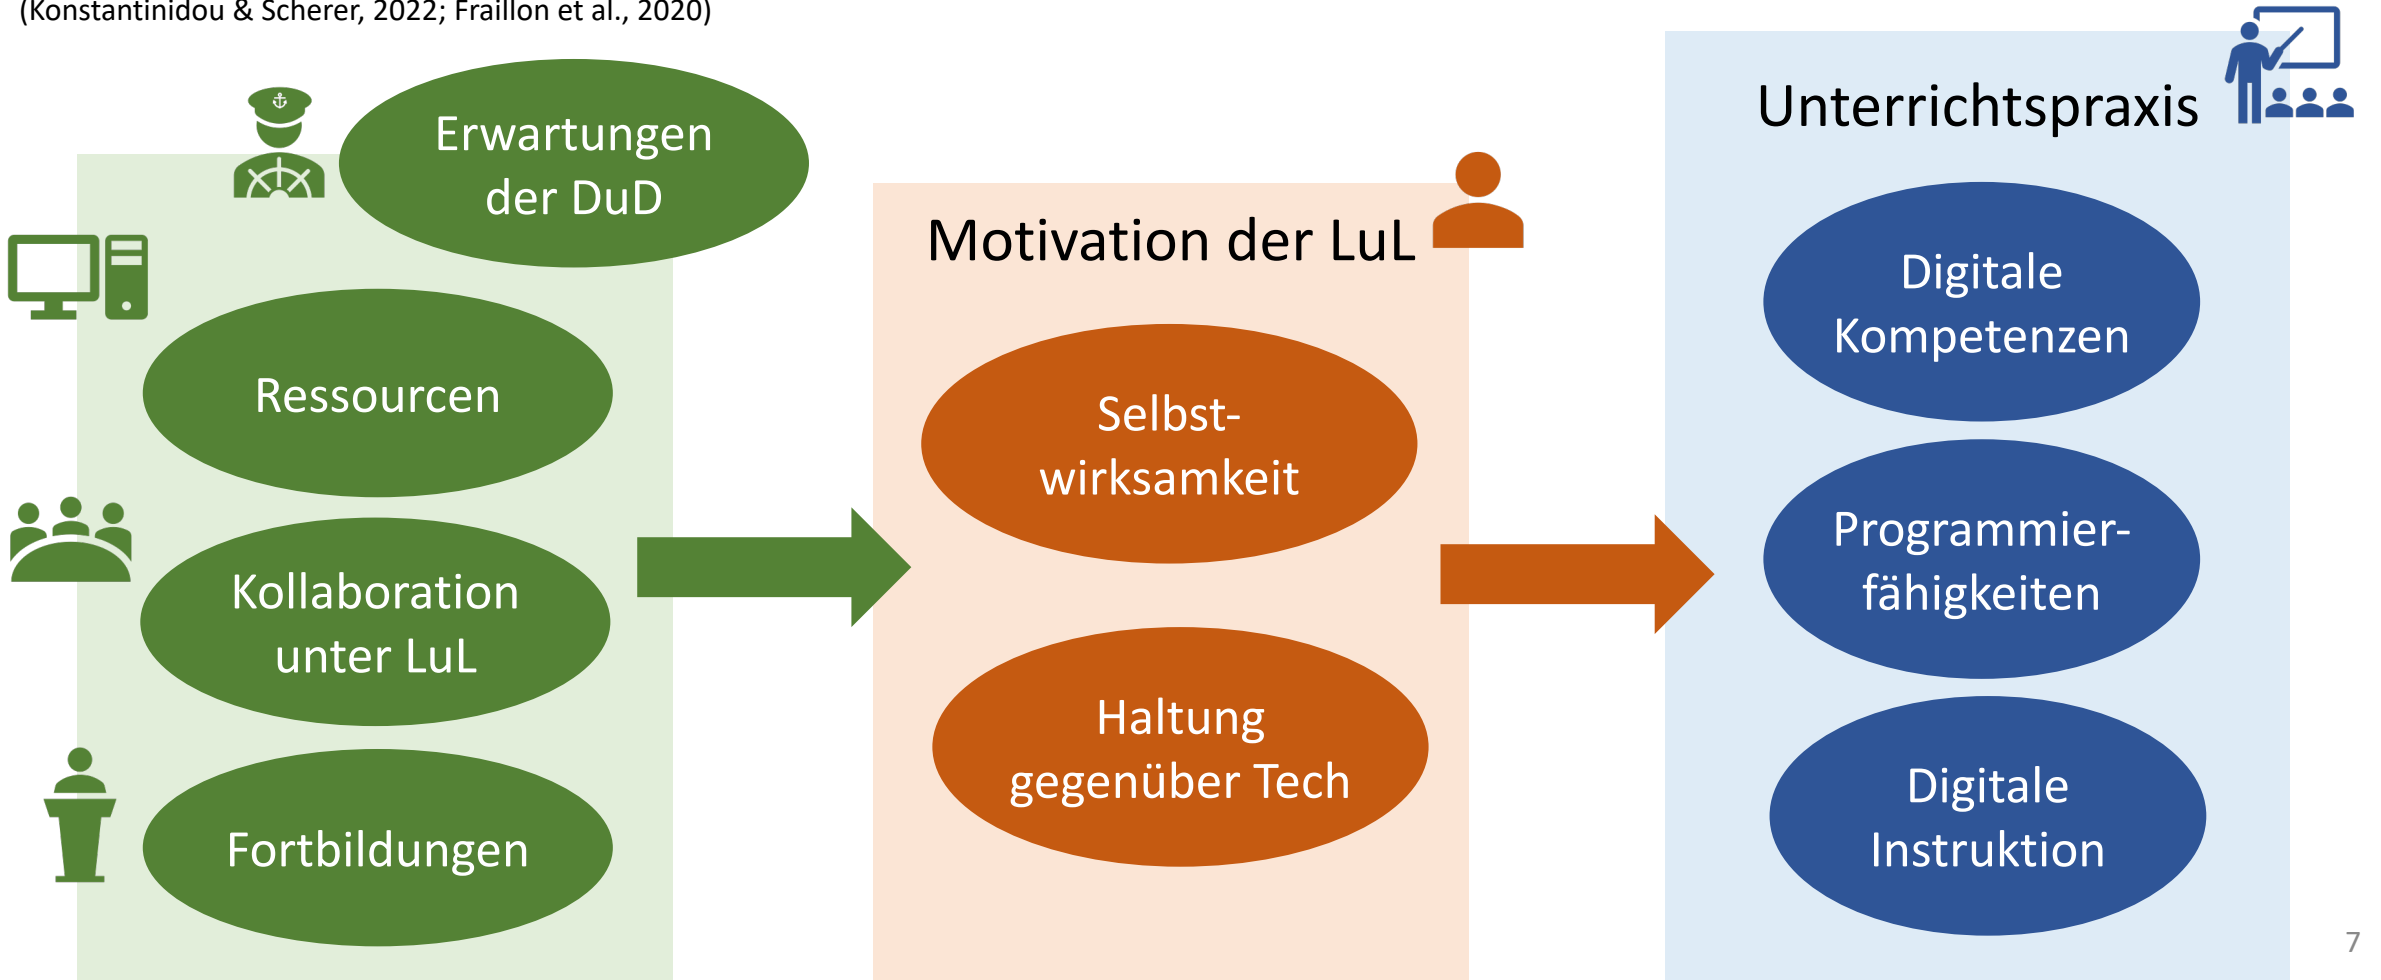 (Konstantinidou & Scherer, 2022; Fraillon et al., 2020)
Erwartungen
der DuD
Ressourcen
Kollaboration
unter LuL
Fortbildungen
Motivation der LuL
Selbst-
wirksamkeit
Haltung
gegenüber Tech
Unterrichtspraxis
Digitale
Kompetenzen
Programmier-
fähigkeiten
Digitale
Instruktion
7